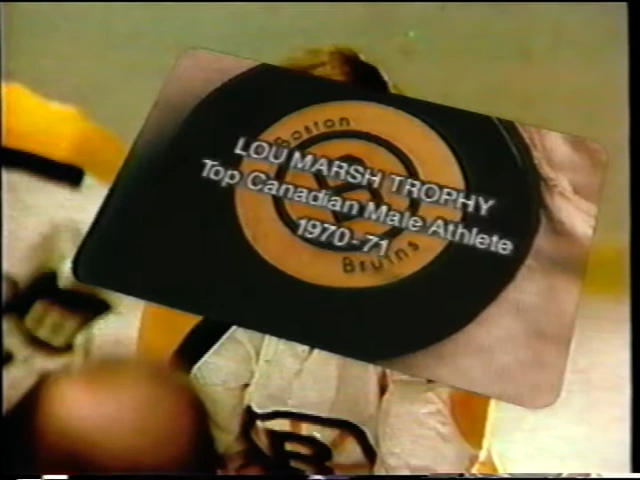 Boston
LOU MARSH TROPHY
Top Canadian Male Athlete
1970-71
Bruins
B